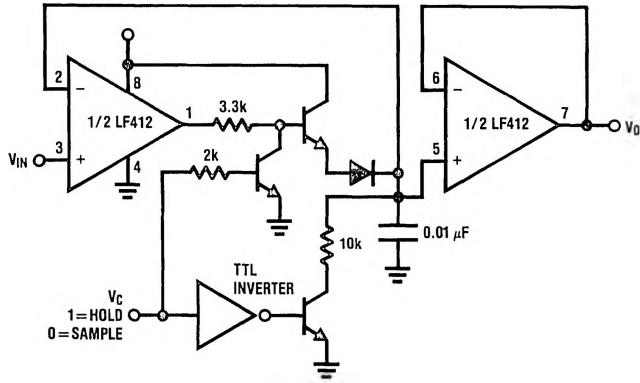 2
8
1/2 LF412
1
3.3k
VIN
3
4
2k
6
1/2 LF412
7
VO
5
10k
0.01 µF
TTL
INVERTER
VC
1 = HOLD
0 = SAMPLE